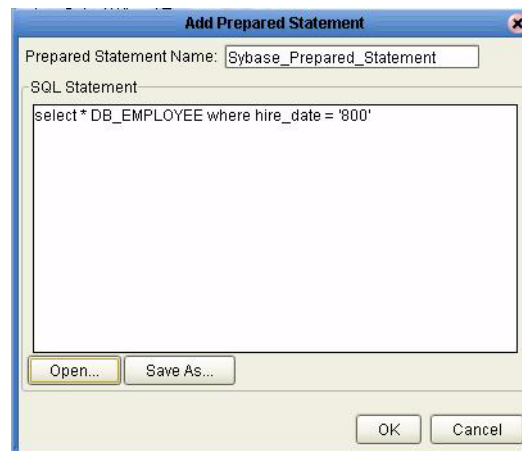 Add Prepared Statement
Prepared Statement Name: Sybase_Prepared_Statement
SQL Statement
select * DB_EMPLOYEE where hire_date = '800'
Open... Save As...
OK Cancel